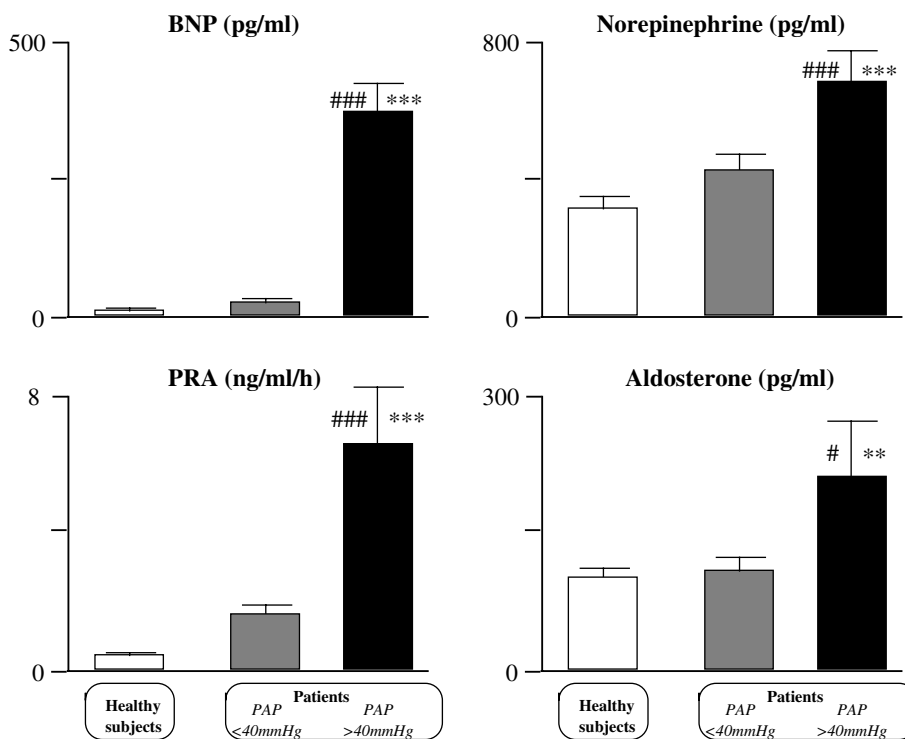 BNP (pg/ml)
500
### ***
0
Norepinephrine (pg/ml)
800
### ***
0
PRA (ng/ml/h)
8
### ***
0
Aldosterone (pg/ml)
300
# **
0
Healthy
subjects
Patients
PAP PAP
<40mmHg >40mmHg
Healthy
subjects
Patients
PAP PAP
<40mmHg >40mmHg